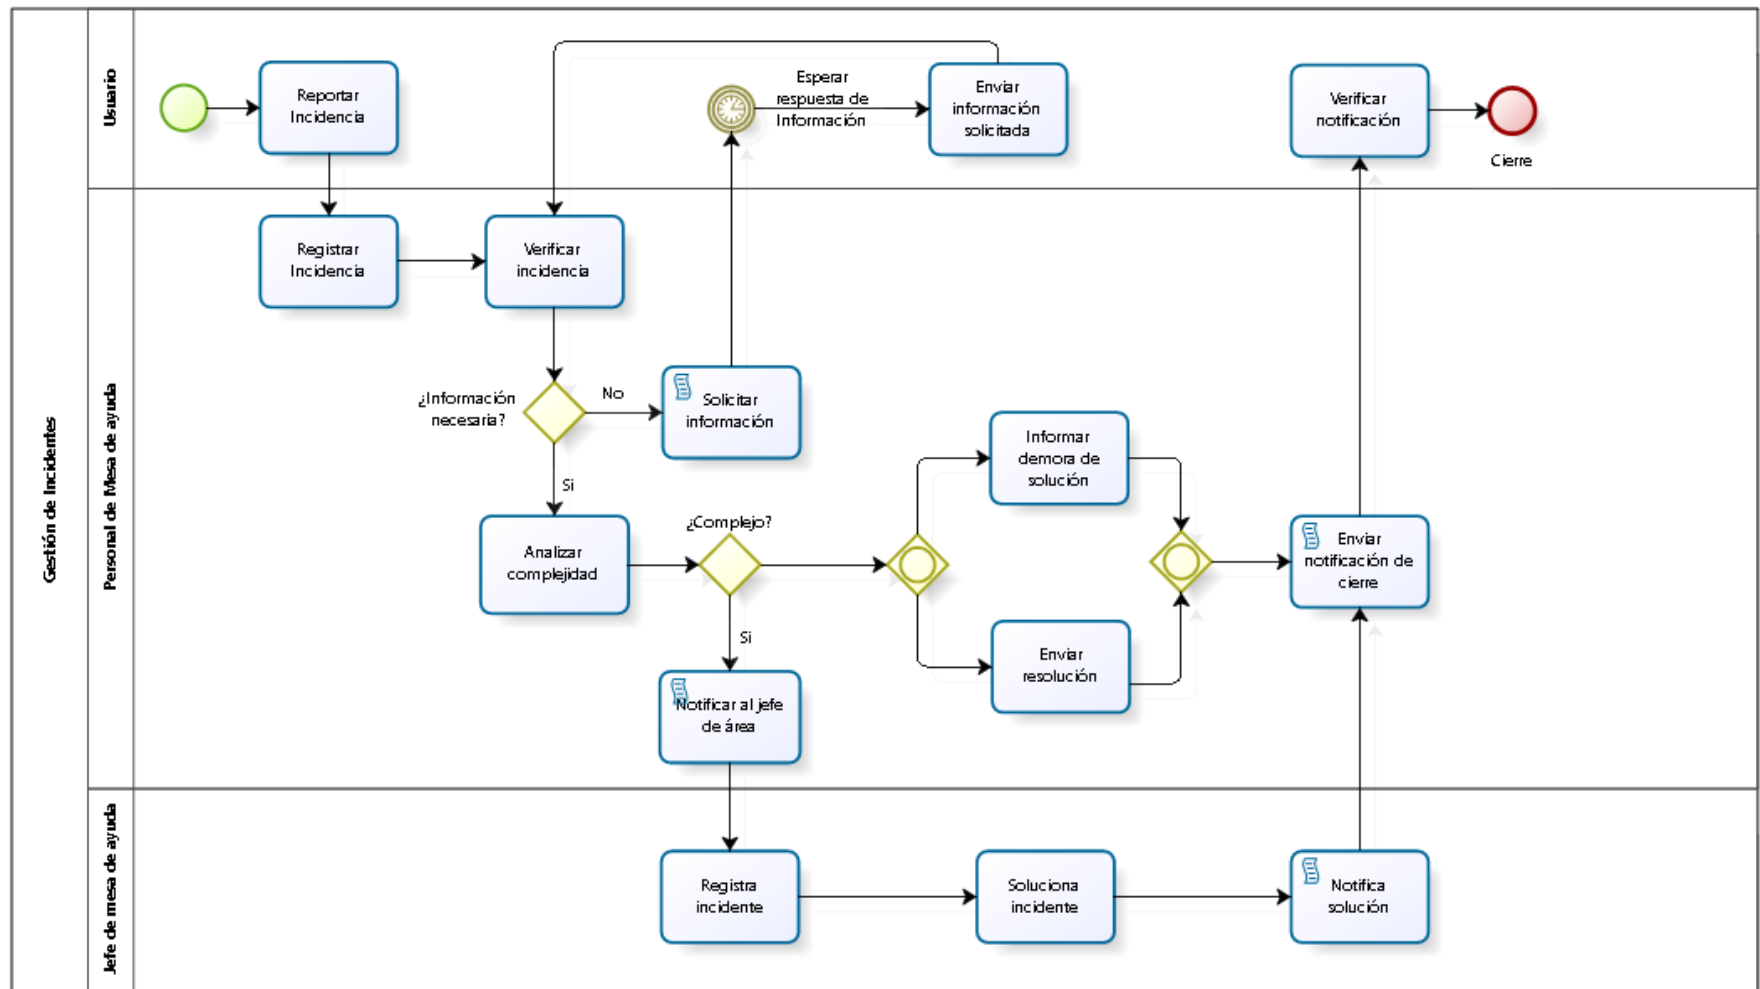 Gestión de Incidentes
Usuario
Reportar
Incidencia
Esperar
respuesta de
Información
Enviar
información
solicitada
Verificar
notificación
Cierre
Personal de Mesa de ayuda
Registrar
Incidencia
Verificar
incidencia
¿Información
necesaria?
No
Solicitar
información
Si
Analizar
complejidad
¿Complejo?
Si
Informar
demora de
solución
Enviar
resolución
Enviar
notificación de
cierre
Notificar al jefe
de área
Jefe de mesa de ayuda
Registra
incidente
Soluciona
incidente
Notifica
solución